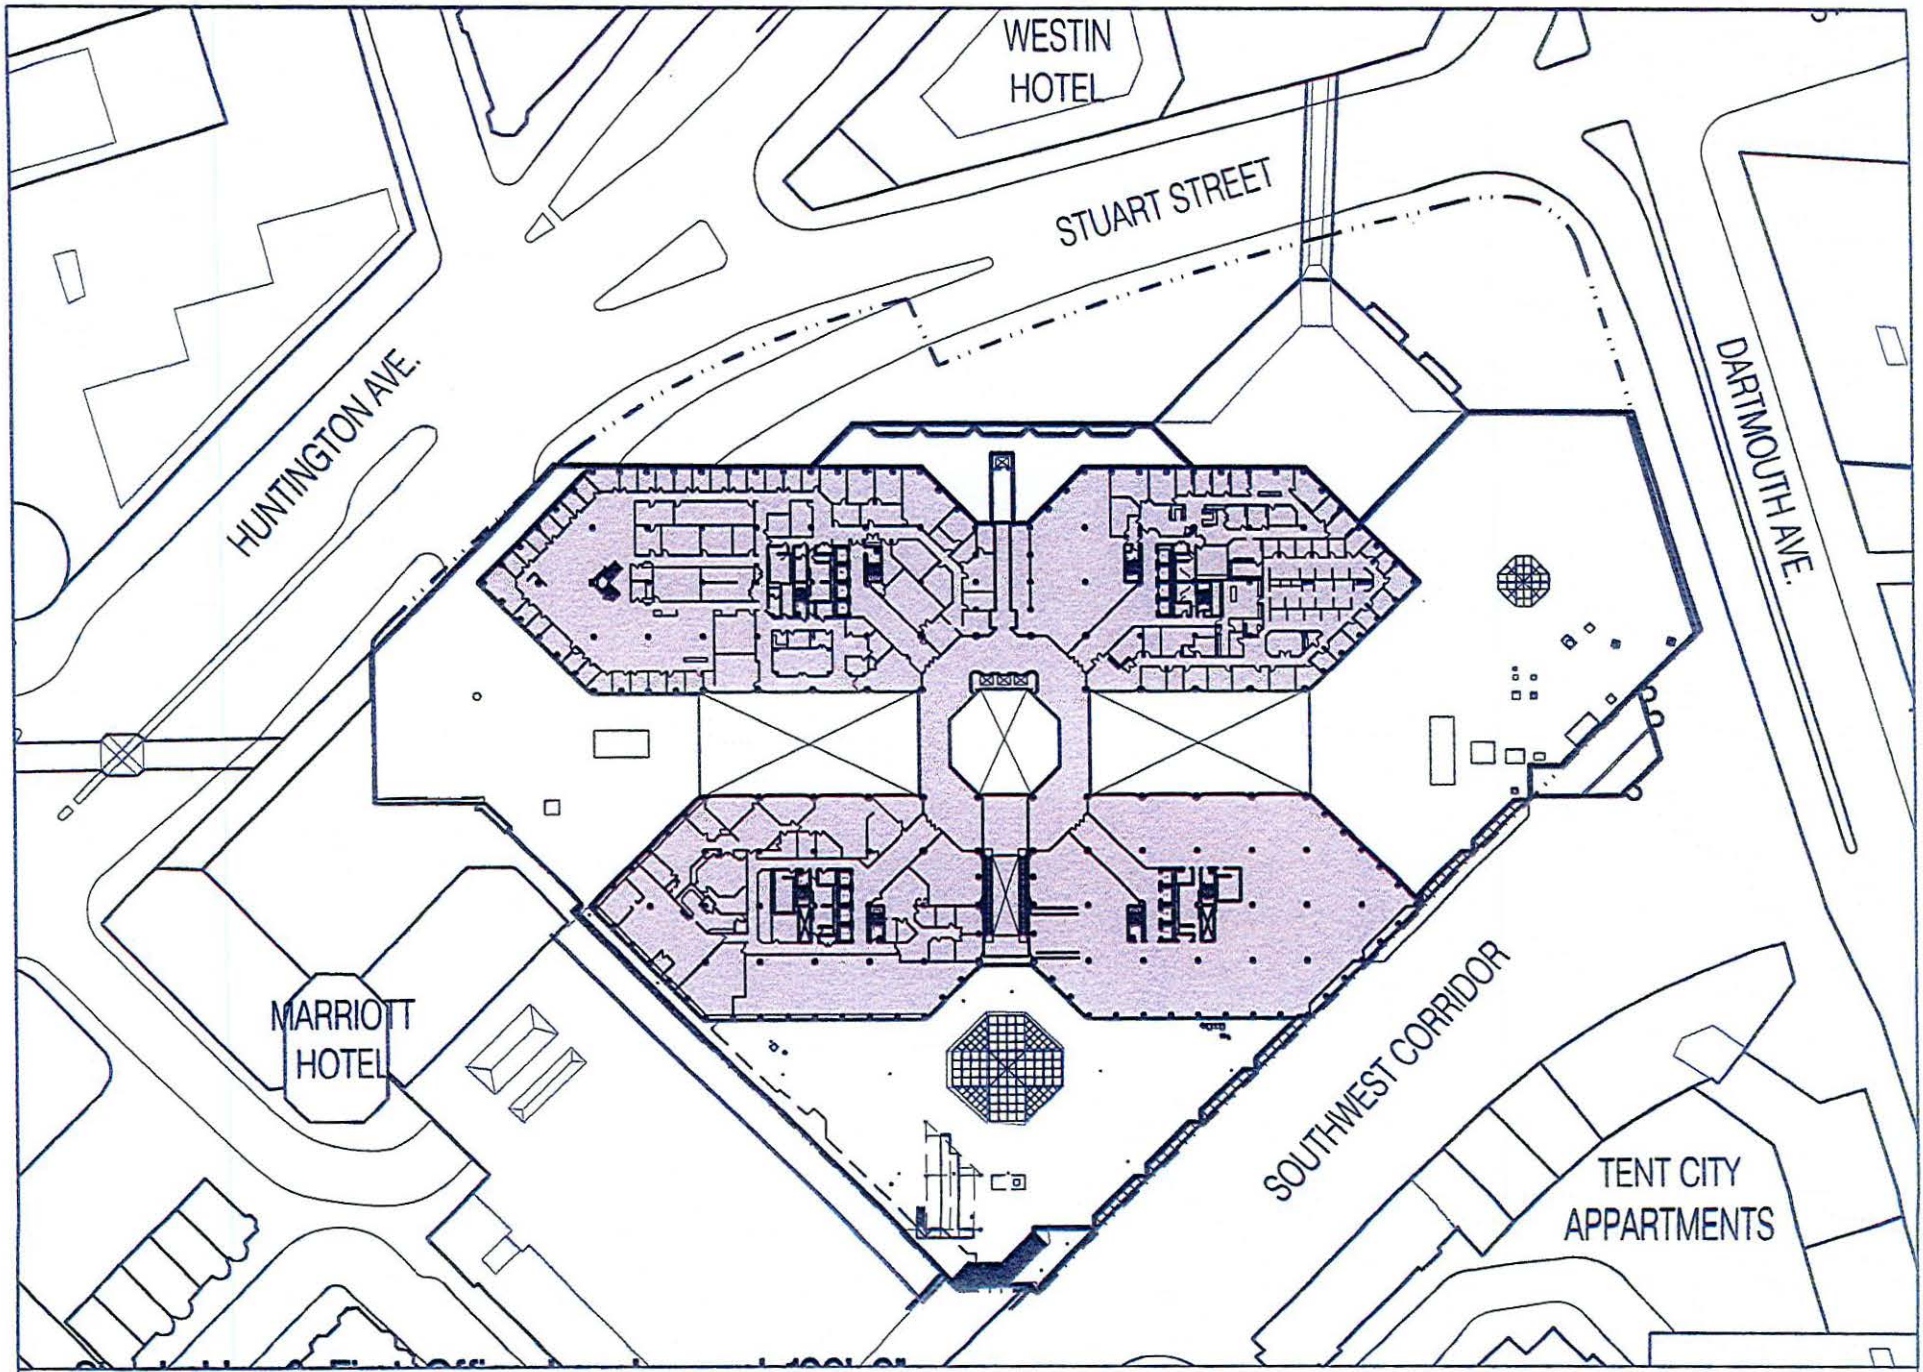 WESTIN
HOTEL
STUART STREET
HUNTINGTON AVE.
DARTMOUTH AVE.
MARRIOTT
HOTEL
SOUTHWEST CORRIDOR
TENT CITY
APPARTMENTS